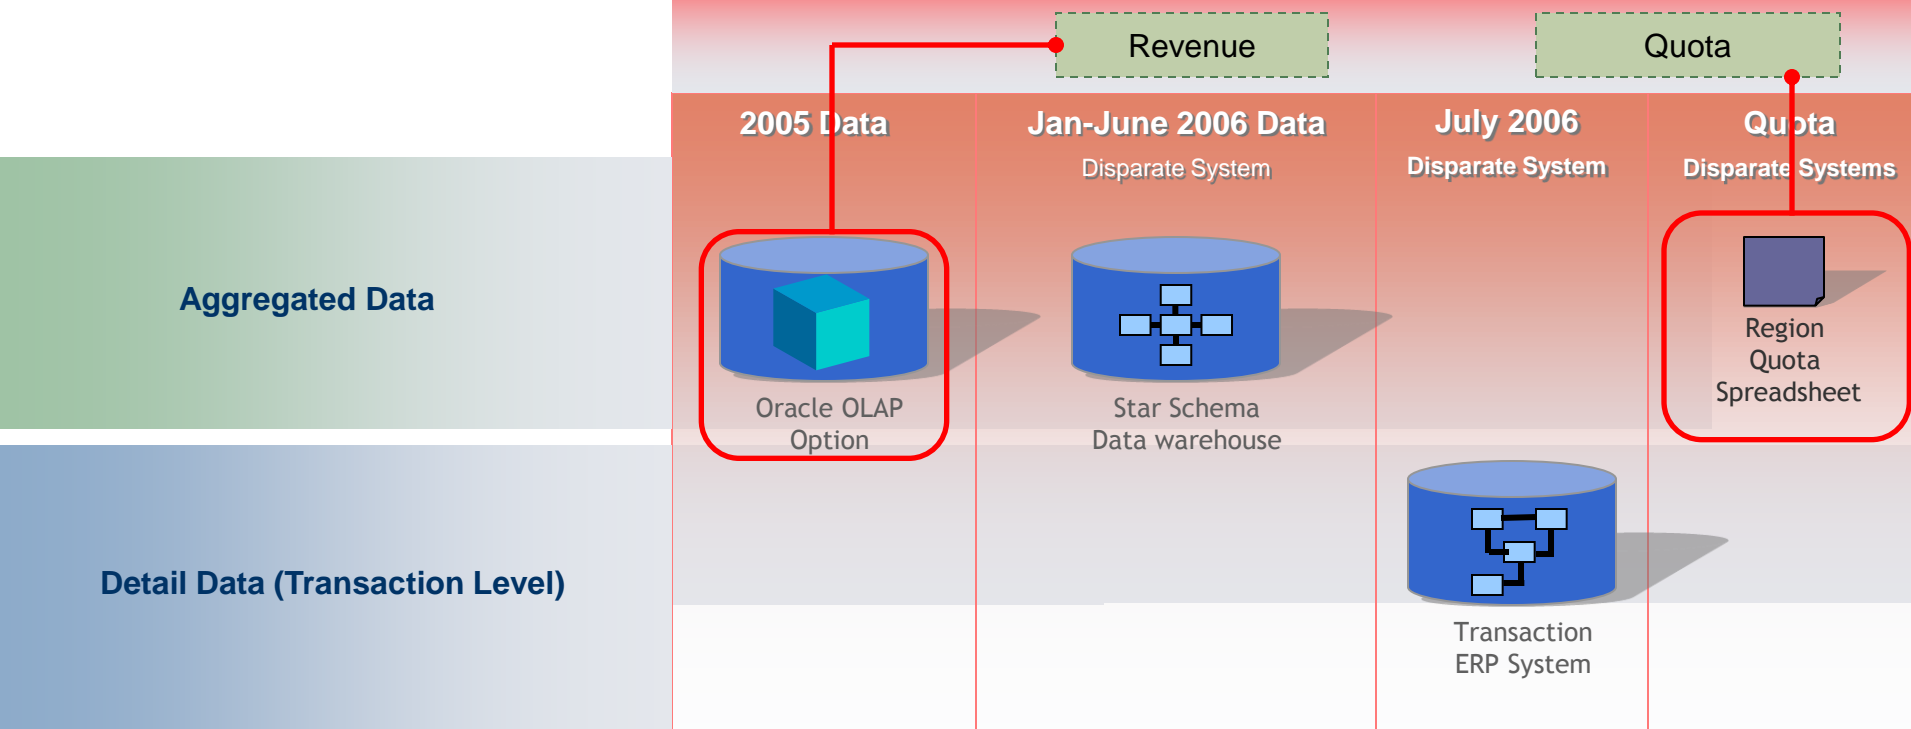 Revenue
Quota
2005 Data
Jan-June 2006 Data
Disparate System
July 2006
Disparate System
Quota
Disparate Systems
Aggregated Data
Oracle OLAP
Option
Star Schema
Data warehouse
Region
Quota
Spreadsheet
Detail Data (Transaction Level)
Transaction
ERP System